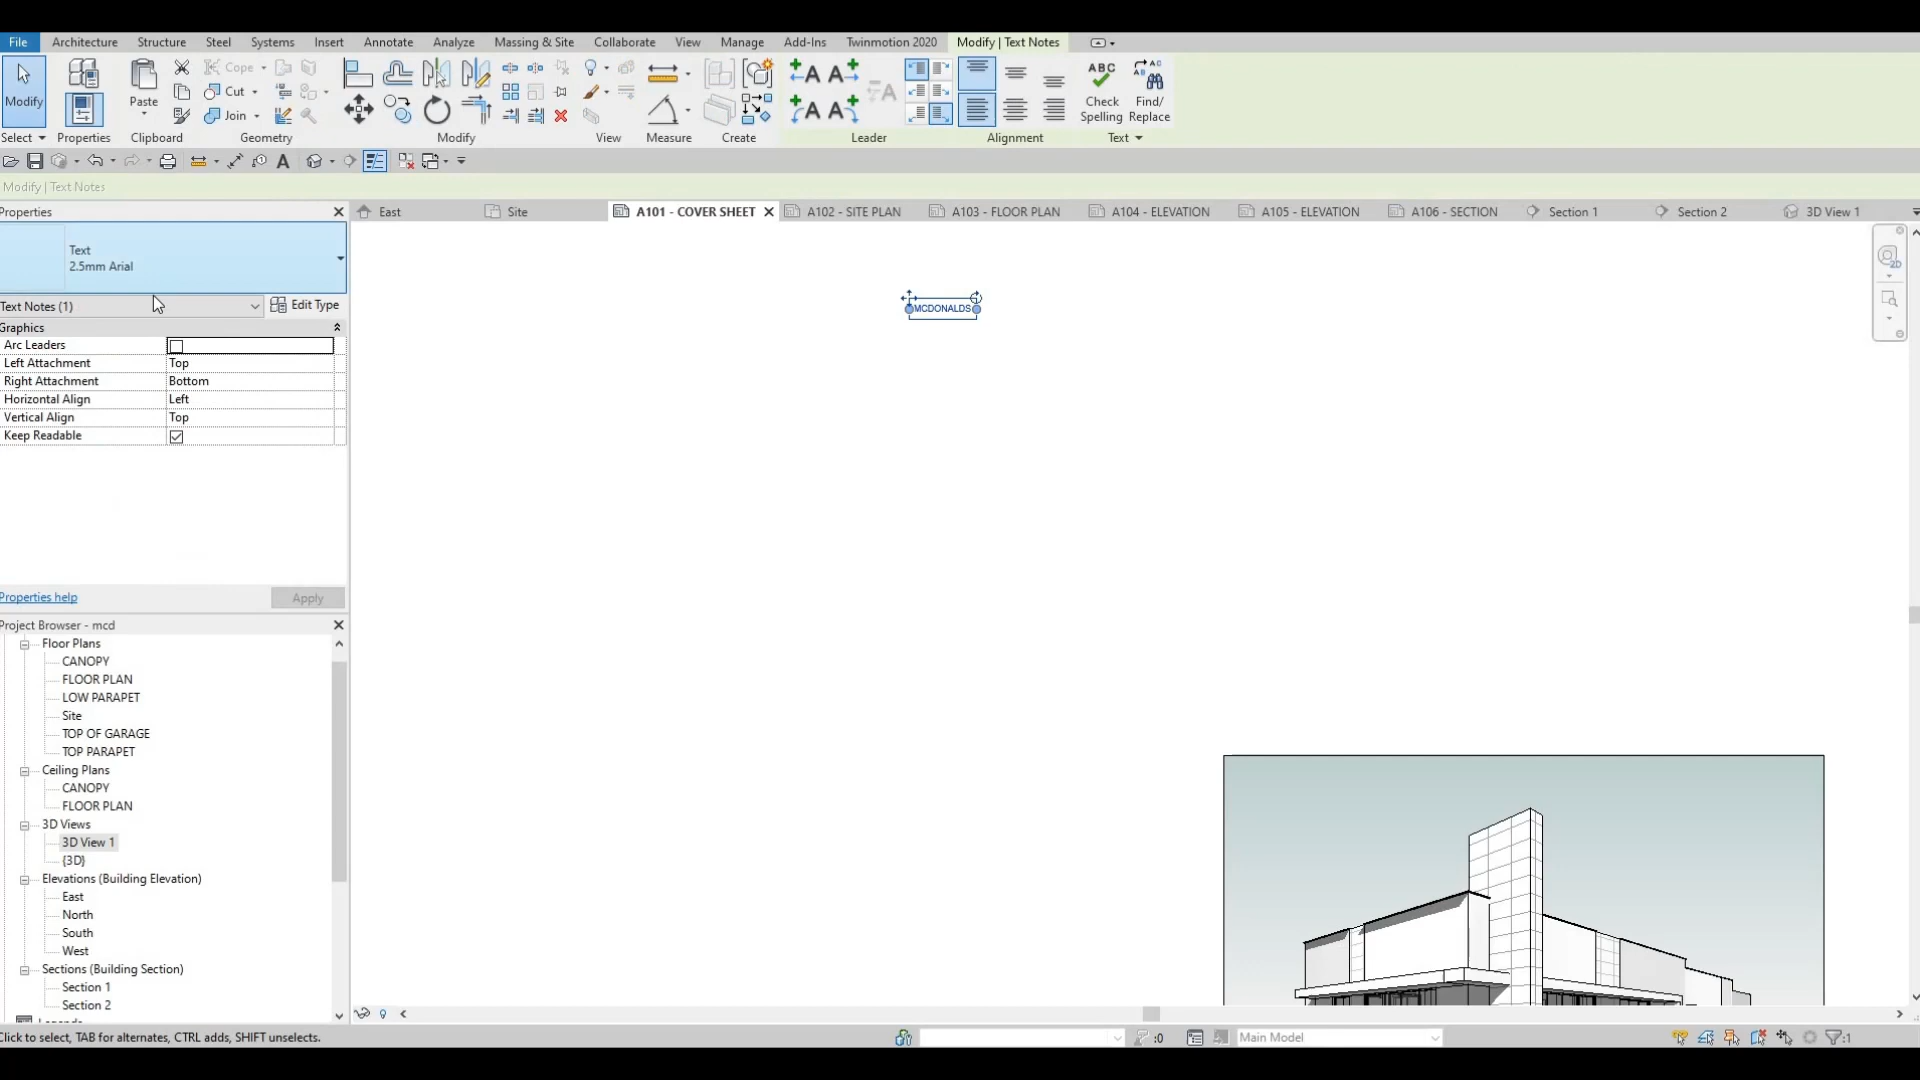 File Architecture Structure Steel Systems Insert Annotate Analyze Massing & Site Collaborate View Manage Add-Ins Twinmotion 2020 Modify | Text Notes
Modify Paste Cope Cut Join
ABC Check Spelling Find/ Replace
Select Properties Clipboard Geometry Modify View Measure Create Leader Alignment Text
Modify | Text Notes
Properties
East Site A101 - COVER SHEET A102 - SITE PLAN A103 - FLOOR PLAN A104 - ELEVATION A105 - ELEVATION A106 - SECTION Section 1 Section 2 3D View 1
Text
2.5mm Arial
Text Notes (1) Edit Type
Graphics
Arc Leaders
Left Attachment Top
Right Attachment Bottom
Horizontal Align Left
Vertical Align Top
Keep Readable
MCDONALDS
2D
Properties help Apply
Project Browser - mcd
Floor Plans
CANOPY
FLOOR PLAN
LOW PARAPET
Site
TOP OF GARAGE
TOP PARAPET
Ceiling Plans
CANOPY
FLOOR PLAN
3D Views
3D View 1
{3D}
Elevations (Building Elevation)
East
North
South
West
Sections (Building Section)
Section 1
Section 2
Click to select, TAB for alternates, CTRL adds, SHIFT unselects. :0 Main Model :1